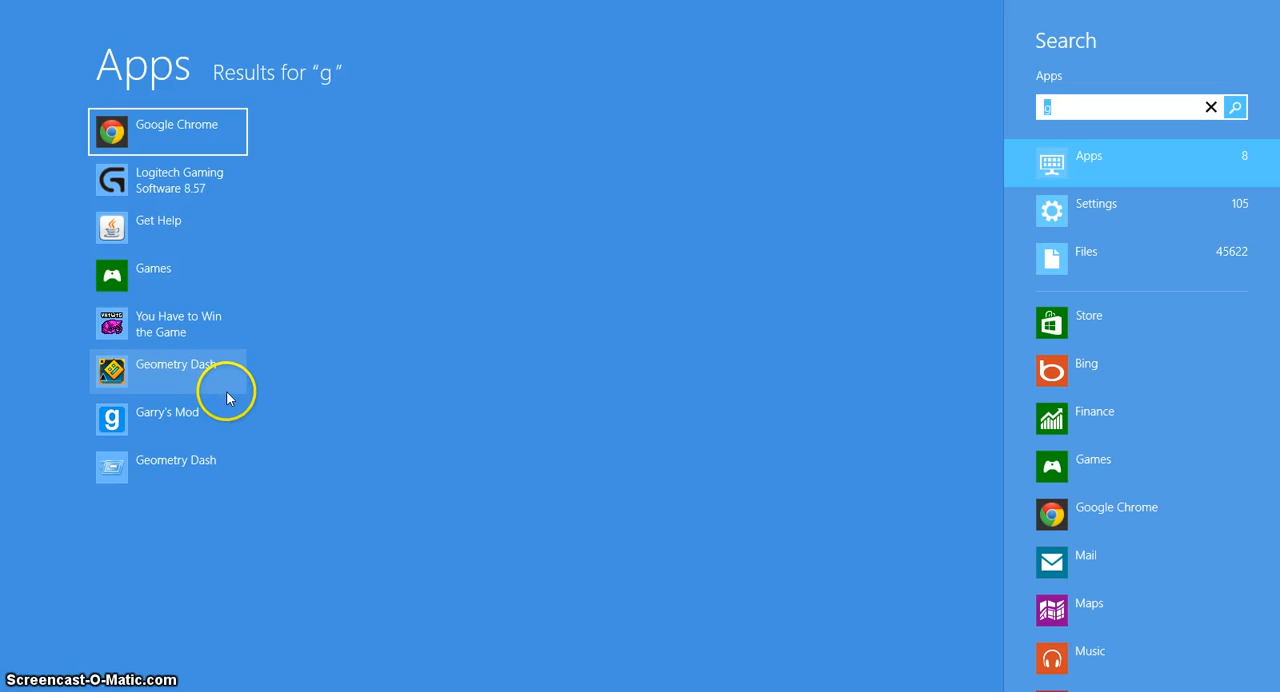 Apps Results for “g”
Google Chrome
Logitech Gaming
Software 8.57
Get Help
Games
You Have to Win
the Game
Geometry Dash
Garry's Mod
Geometry Dash
Search
Apps
g
Apps 8
Settings 105
Files 45622
Store
Bing
Finance
Games
Google Chrome
Mail
Maps
Music
Screencast-O-Matic.com